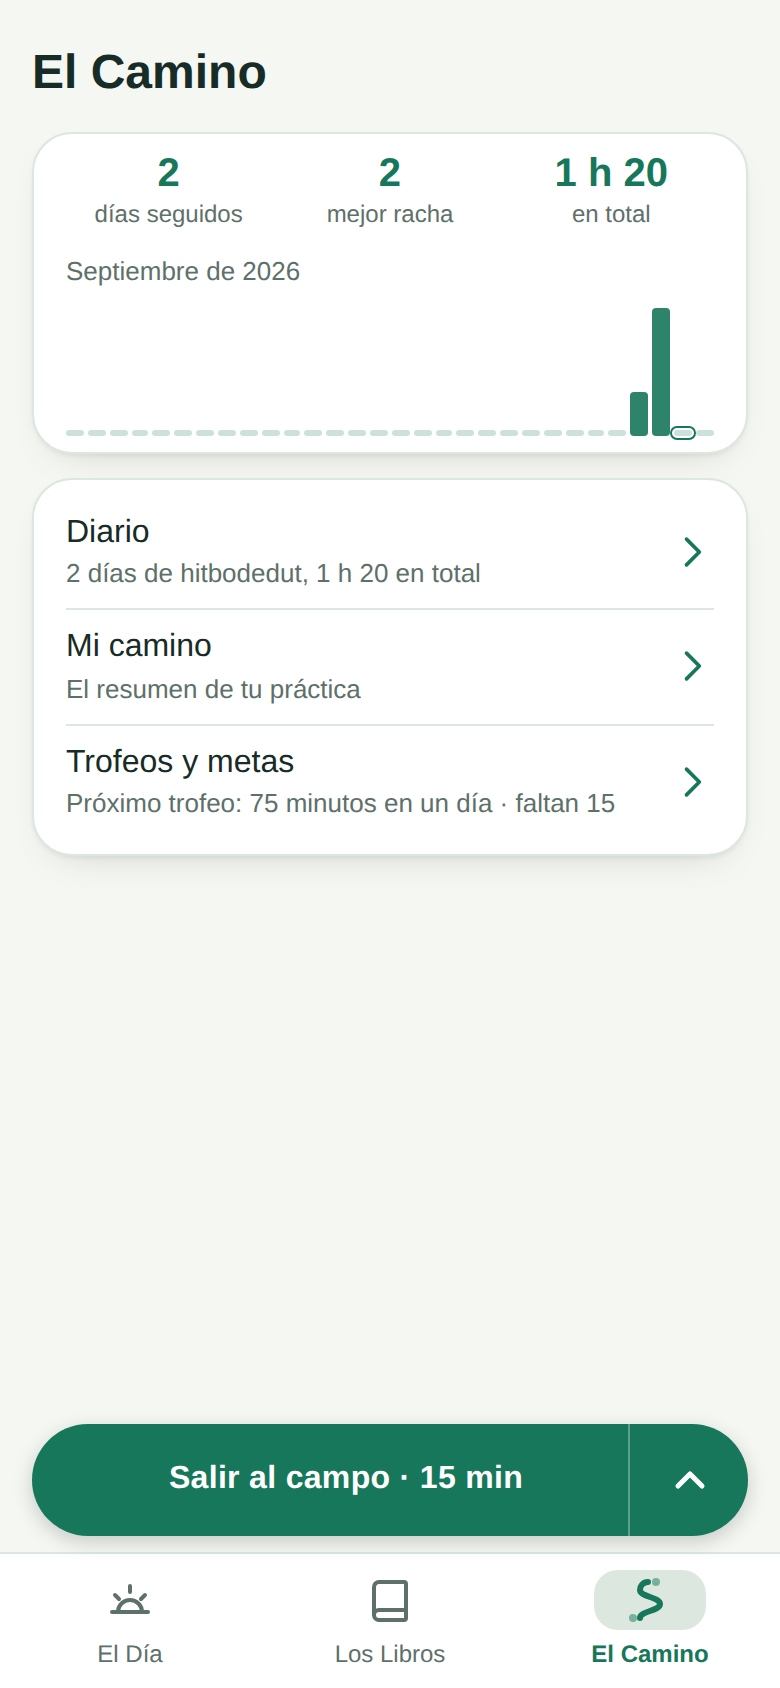 El Camino
2
días seguidos
2
mejor racha
1 h 20
en total
Septiembre de 2026
Diario
2 días de hitbodedut, 1 h 20 en total
Mi camino
El resumen de tu práctica
Trofeos y metas
Próximo trofeo: 75 minutos en un día · faltan 15
Salir al campo · 15 min
El Día
Los Libros
El Camino